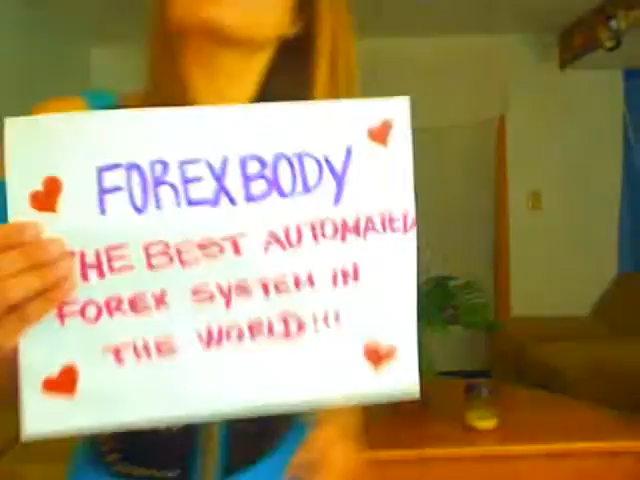 FOREXBODY
THE BEST AUTOMATED
FOREX SYSTEM IN
THE WORLD!!!